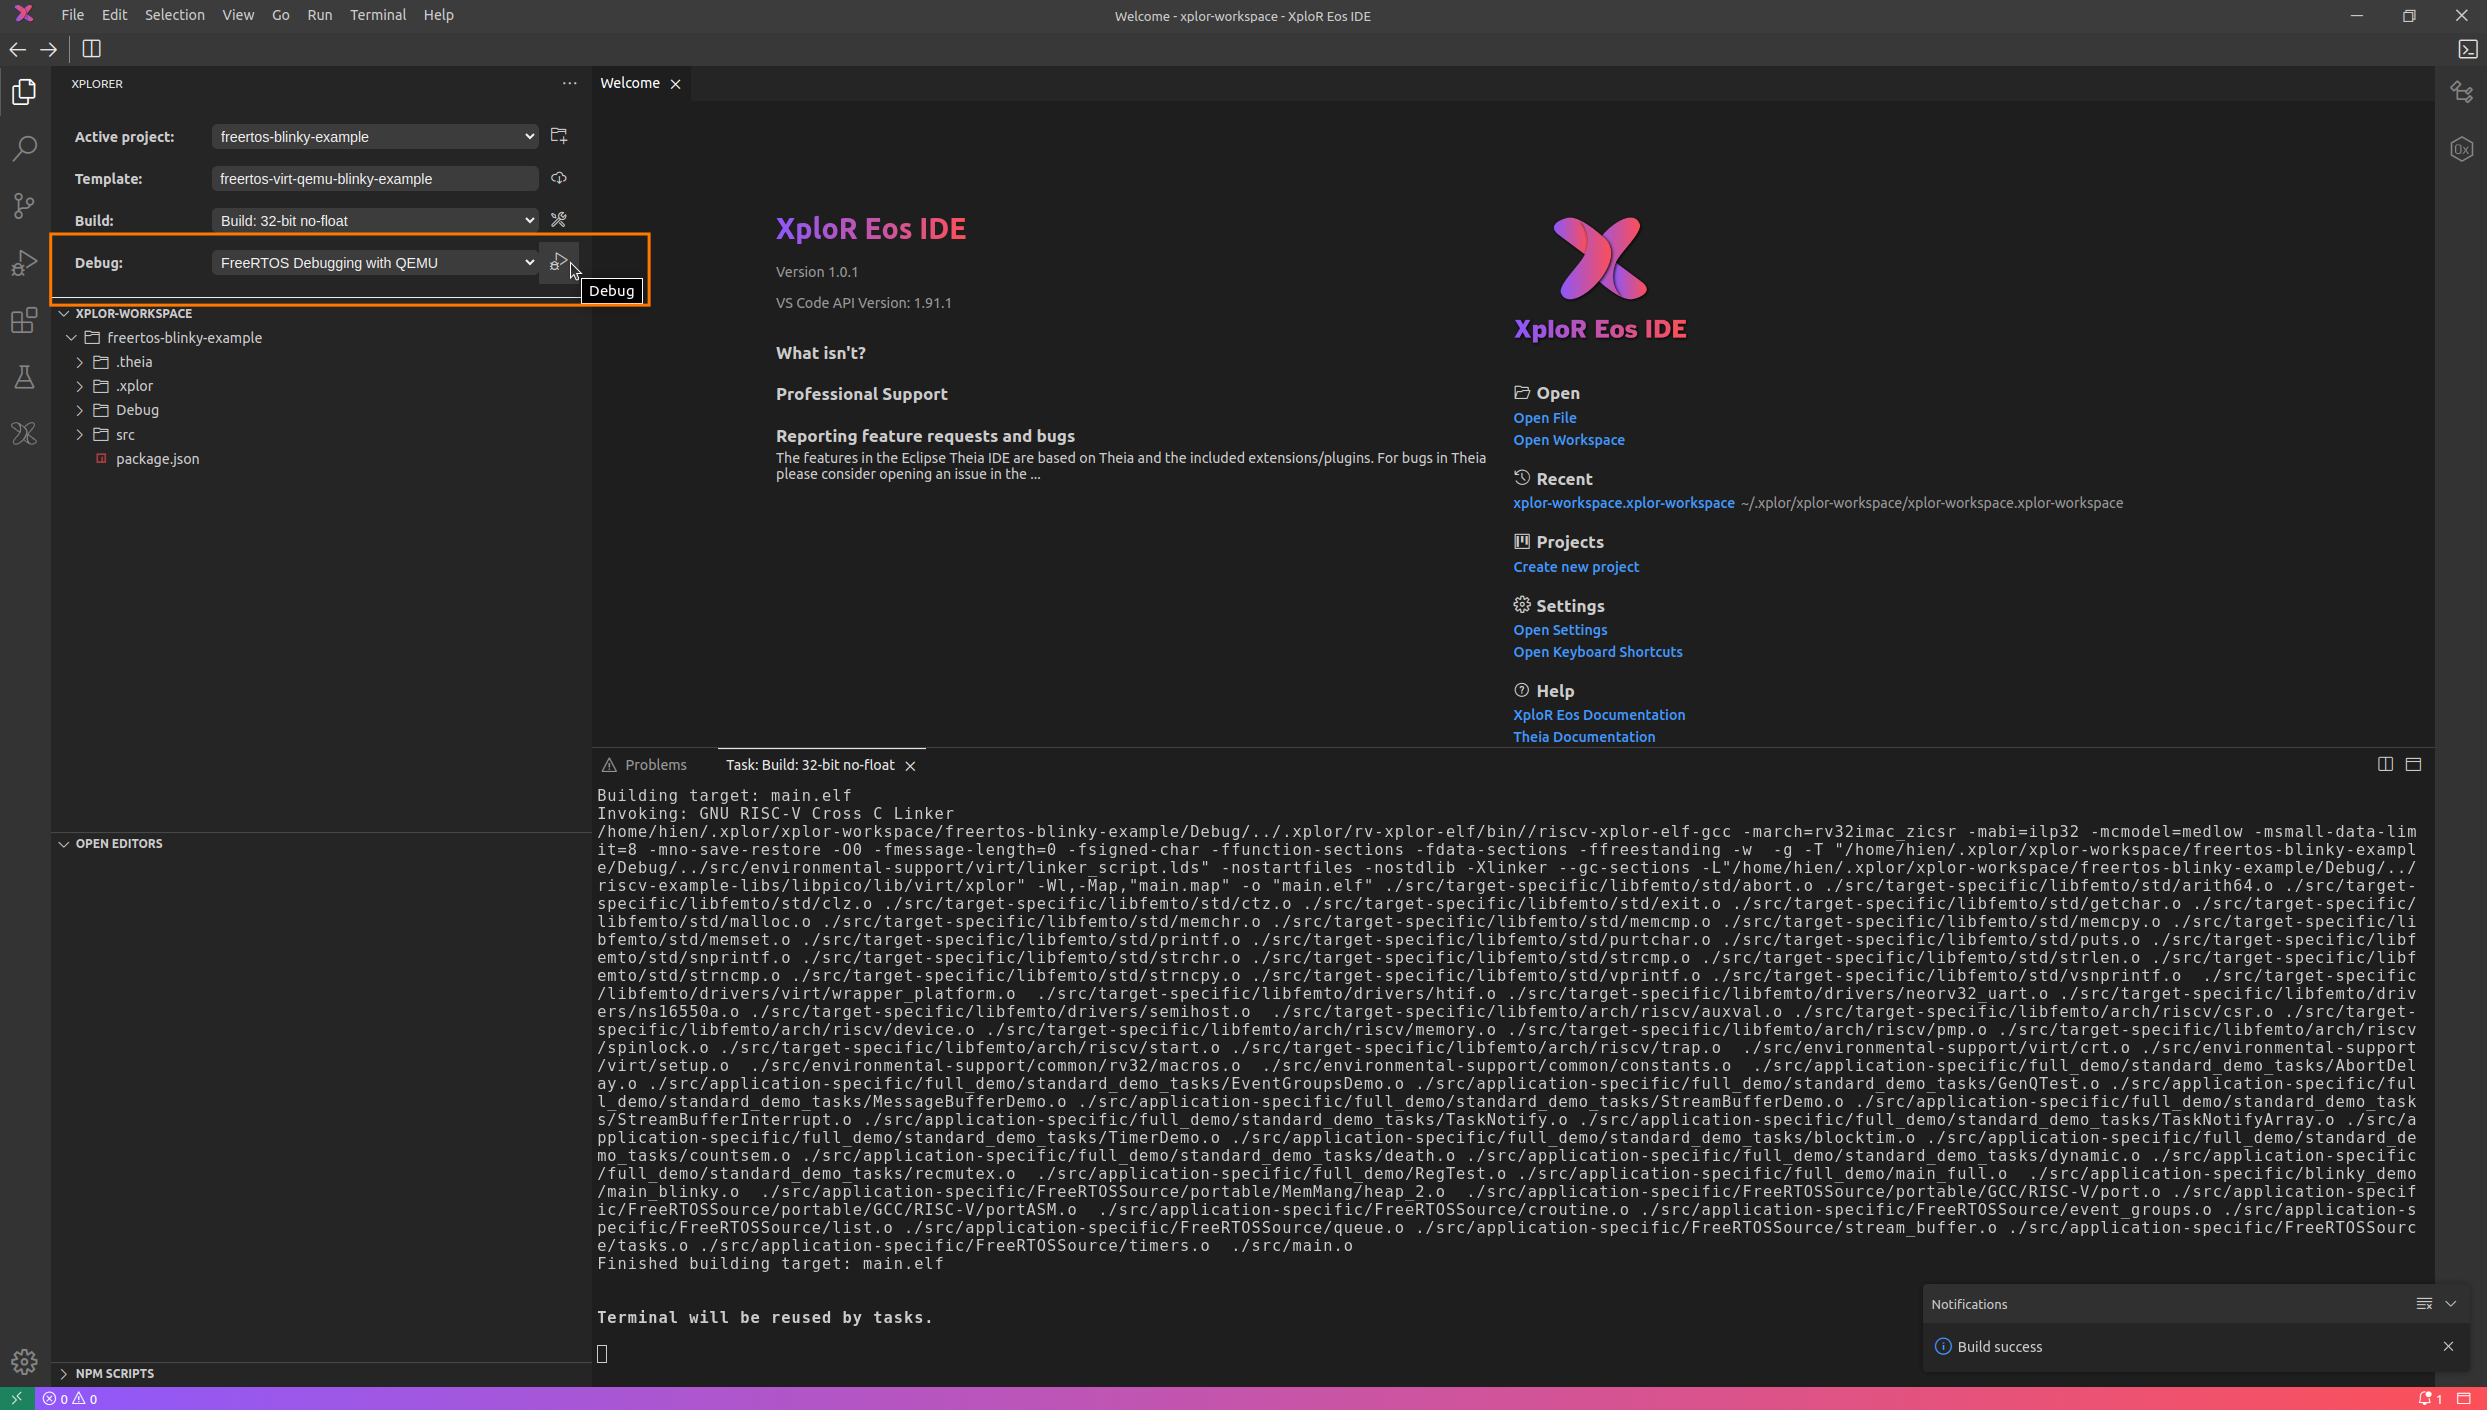 File Edit Selection View Go Run Terminal Help
Welcome - xplor-workspace - XploR Eos IDE
XPLORER
Active project: freertos-blinky-example
Template: freertos-virt-qemu-blinky-example
Build: Build: 32-bit no-float
Debug: FreeRTOS Debugging with QEMU
Debug
XPLOR-WORKSPACE
freertos-blinky-example
.theia
.xplor
Debug
src
package.json
OPEN EDITORS
NPM SCRIPTS
Welcome
XploR Eos IDE
Version 1.0.1
VS Code API Version: 1.91.1
What isn't?
Professional Support
Reporting feature requests and bugs
The features in the Eclipse Theia IDE are based on Theia and the included extensions/plugins. For bugs in Theia
please consider opening an issue in the ...
XploR Eos IDE
Open
Open File
Open Workspace
Recent
xplor-workspace.xplor-workspace ~/.xplor/xplor-workspace/xplor-workspace.xplor-workspace
Projects
Create new project
Settings
Open Settings
Open Keyboard Shortcuts
Help
XploR Eos Documentation
Theia Documentation
0x
Problems Task: Build: 32-bit no-float
Building target: main.elf
Invoking: GNU RISC-V Cross C Linker
/home/hien/.xplor/xplor-workspace/freertos-blinky-example/Debug/../.xplor/rv-xplor-elf/bin//riscv-xplor-elf-gcc -march=rv32imac_zicsr -mabi=ilp32 -mcmodel=medlow -msmall-data-lim
it=8 -mno-save-restore -O0 -fmessage-length=0 -fsigned-char -ffunction-sections -fdata-sections -ffreestanding -w  -g -T "/home/hien/.xplor/xplor-workspace/freertos-blinky-exampl
e/Debug/../src/environmental-support/virt/linker_script.lds" -nostartfiles -nostdlib -Xlinker --gc-sections -L"/home/hien/.xplor/xplor-workspace/freertos-blinky-example/Debug/../
riscv-example-libs/libpico/lib/virt/xplor" -Wl,-Map,"main.map" -o "main.elf" ./src/target-specific/libfemto/std/abort.o ./src/target-specific/libfemto/std/arith64.o ./src/target-
specific/libfemto/std/clz.o ./src/target-specific/libfemto/std/ctz.o ./src/target-specific/libfemto/std/exit.o ./src/target-specific/libfemto/std/getchar.o ./src/target-specific/
libfemto/std/malloc.o ./src/target-specific/libfemto/std/memchr.o ./src/target-specific/libfemto/std/memcmp.o ./src/target-specific/libfemto/std/memcpy.o ./src/target-specific/li
bfemto/std/memset.o ./src/target-specific/libfemto/std/printf.o ./src/target-specific/libfemto/std/purtchar.o ./src/target-specific/libfemto/std/puts.o ./src/target-specific/libf
emto/std/snprintf.o ./src/target-specific/libfemto/std/strchr.o ./src/target-specific/libfemto/std/strcmp.o ./src/target-specific/libfemto/std/strlen.o ./src/target-specific/libf
emto/std/strncmp.o ./src/target-specific/libfemto/std/strncpy.o ./src/target-specific/libfemto/std/vprintf.o ./src/target-specific/libfemto/std/vsnprintf.o  ./src/target-specific
/libfemto/drivers/virt/wrapper_platform.o  ./src/target-specific/libfemto/drivers/htif.o ./src/target-specific/libfemto/drivers/neorv32_uart.o ./src/target-specific/libfemto/driv
ers/ns16550a.o ./src/target-specific/libfemto/drivers/semihost.o  ./src/target-specific/libfemto/arch/riscv/auxval.o ./src/target-specific/libfemto/arch/riscv/csr.o ./src/target-
specific/libfemto/arch/riscv/device.o ./src/target-specific/libfemto/arch/riscv/memory.o ./src/target-specific/libfemto/arch/riscv/pmp.o ./src/target-specific/libfemto/arch/riscv
/spinlock.o ./src/target-specific/libfemto/arch/riscv/start.o ./src/target-specific/libfemto/arch/riscv/trap.o  ./src/environmental-support/virt/crt.o ./src/environmental-support
/virt/setup.o  ./src/environmental-support/common/rv32/macros.o  ./src/environmental-support/common/constants.o  ./src/application-specific/full_demo/standard_demo_tasks/AbortDel
ay.o ./src/application-specific/full_demo/standard_demo_tasks/EventGroupsDemo.o ./src/application-specific/full_demo/standard_demo_tasks/GenQTest.o ./src/application-specific/ful
l_demo/standard_demo_tasks/MessageBufferDemo.o ./src/application-specific/full_demo/standard_demo_tasks/StreamBufferDemo.o ./src/application-specific/full_demo/standard_demo_task
s/StreamBufferInterrupt.o ./src/application-specific/full_demo/standard_demo_tasks/TaskNotify.o ./src/application-specific/full_demo/standard_demo_tasks/TaskNotifyArray.o ./src/a
pplication-specific/full_demo/standard_demo_tasks/TimerDemo.o ./src/application-specific/full_demo/standard_demo_tasks/blocktim.o ./src/application-specific/full_demo/standard_de
mo_tasks/countsem.o ./src/application-specific/full_demo/standard_demo_tasks/death.o ./src/application-specific/full_demo/standard_demo_tasks/dynamic.o ./src/application-specific
/full_demo/standard_demo_tasks/recmutex.o  ./src/application-specific/full_demo/RegTest.o ./src/application-specific/full_demo/main_full.o  ./src/application-specific/blinky_demo
/main_blinky.o  ./src/application-specific/FreeRTOSSource/portable/MemMang/heap_2.o  ./src/application-specific/FreeRTOSSource/portable/GCC/RISC-V/port.o ./src/application-specif
ic/FreeRTOSSource/portable/GCC/RISC-V/portASM.o  ./src/application-specific/FreeRTOSSource/croutine.o ./src/application-specific/FreeRTOSSource/event_groups.o ./src/application-s
pecific/FreeRTOSSource/list.o ./src/application-specific/FreeRTOSSource/queue.o ./src/application-specific/FreeRTOSSource/stream_buffer.o ./src/application-specific/FreeRTOSSourc
e/tasks.o ./src/application-specific/FreeRTOSSource/timers.o  ./src/main.o
Finished building target: main.elf
Terminal will be reused by tasks.
Notifications
Build success
0 0
1